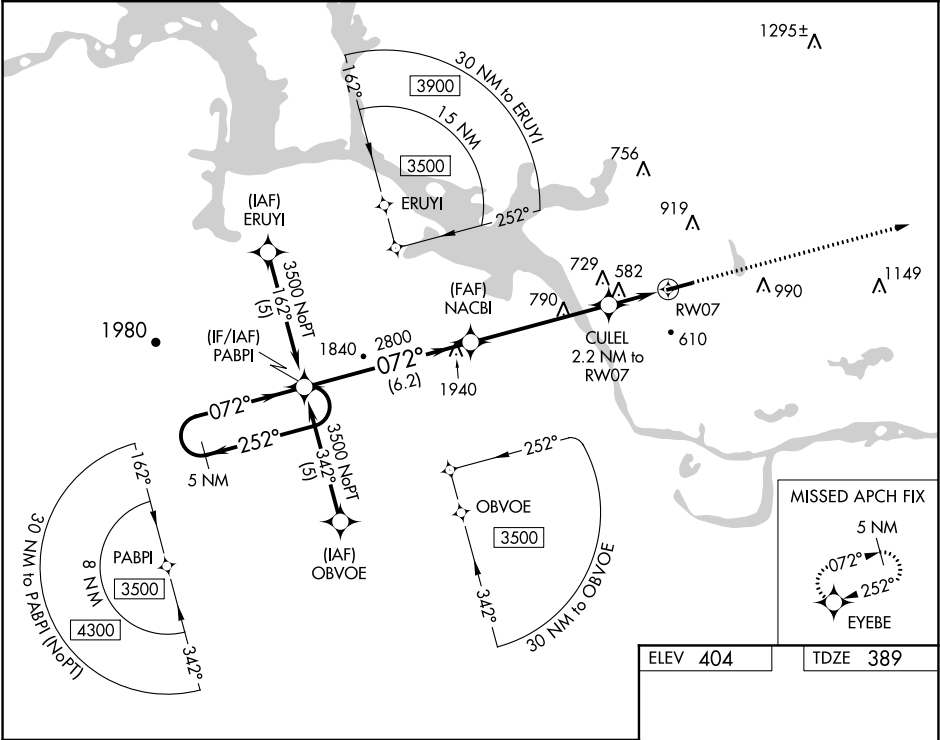 1295±
30 NM to ERUYI
3900
162°
15 NM
3500
ERUYI
252°
756
919
(IAF)
ERUYI
3500 NoPT
162°
(5)
729
582
1149
990
(FAF)
NACBI
790
RW07
1980
(IF/IAF)
PABPI
1840
2800
072°
(6.2)
1940
CULEL
2.2 NM to
RW07
610
072°
252°
5 NM
3500 NoPT
342°
(5)
(IAF)
OBVOE
252°
OBVOE
3500
342°
30 NM to OBVOE
162°
PABPI
8 NM
3500
4300
30 NM to PABPI (NoPT)
342°
MISSED APCH FIX
5 NM
072°
252°
EYEBE
ELEV 404
TDZE 389